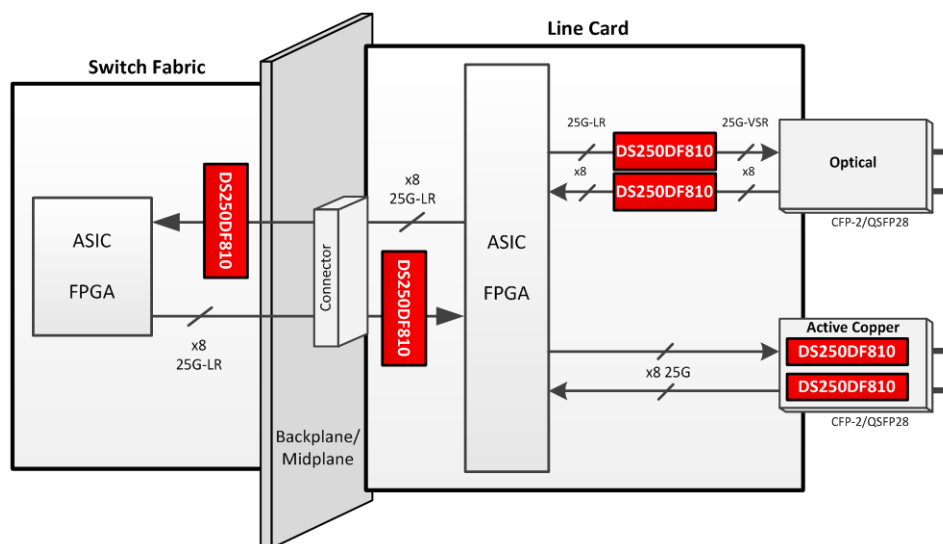 Line Card
Switch Fabric
25G-LR
25G-VSR
DS250DF810
x8
x8
DS250DF810
Optical
CFP-2/QSFP28
DS250DF810
x8
25G-LR
ASIC
FPGA
Connector
ASIC
FPGA
DS250DF810
x8
25G-LR
Active Copper
DS250DF810
x8 25G
DS250DF810
CFP-2/QSFP28
Backplane/
Midplane